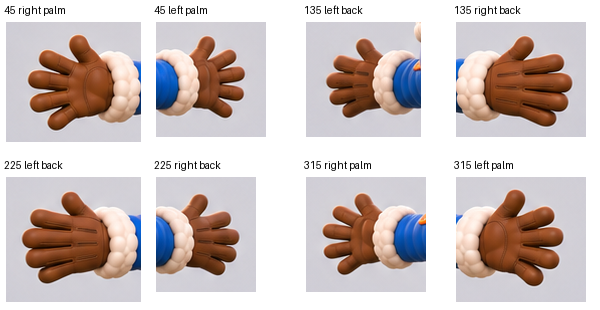 45 right palm
45 left palm
135 left back
135 right back
225 left back
225 right back
315 right palm
315 left palm